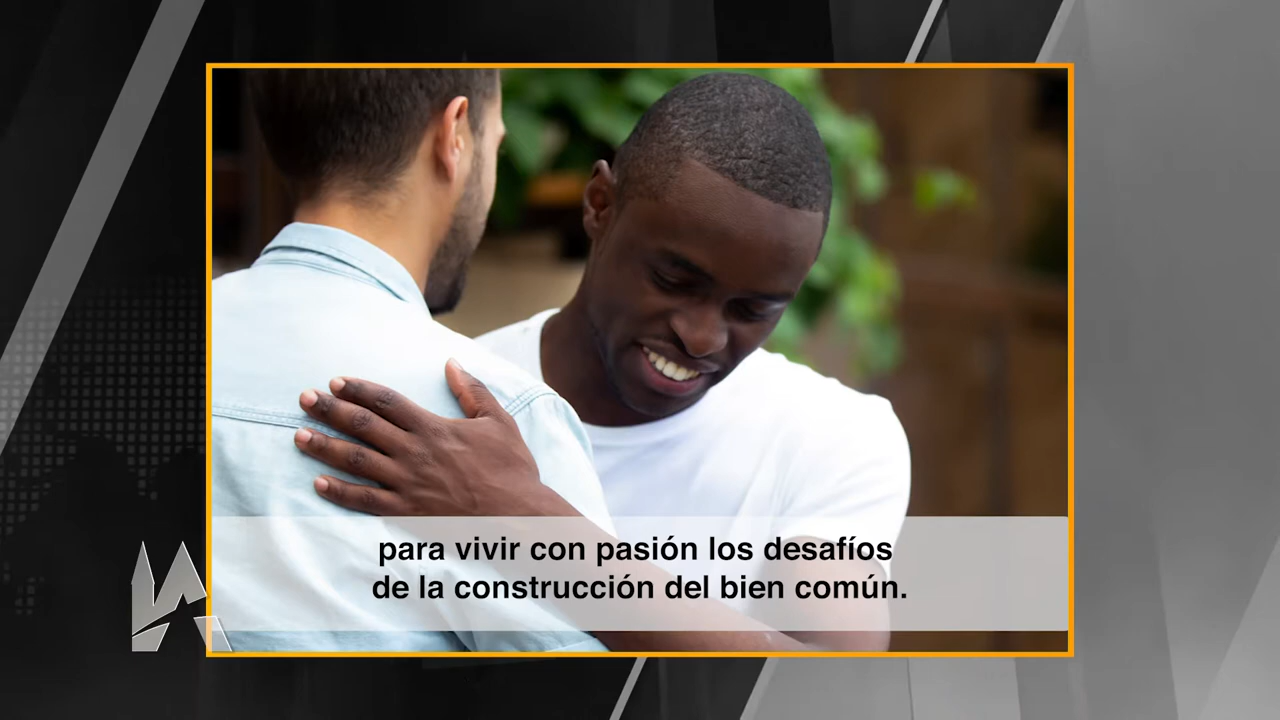 para vivir con pasión los desafíos
de la construcción del bien común.